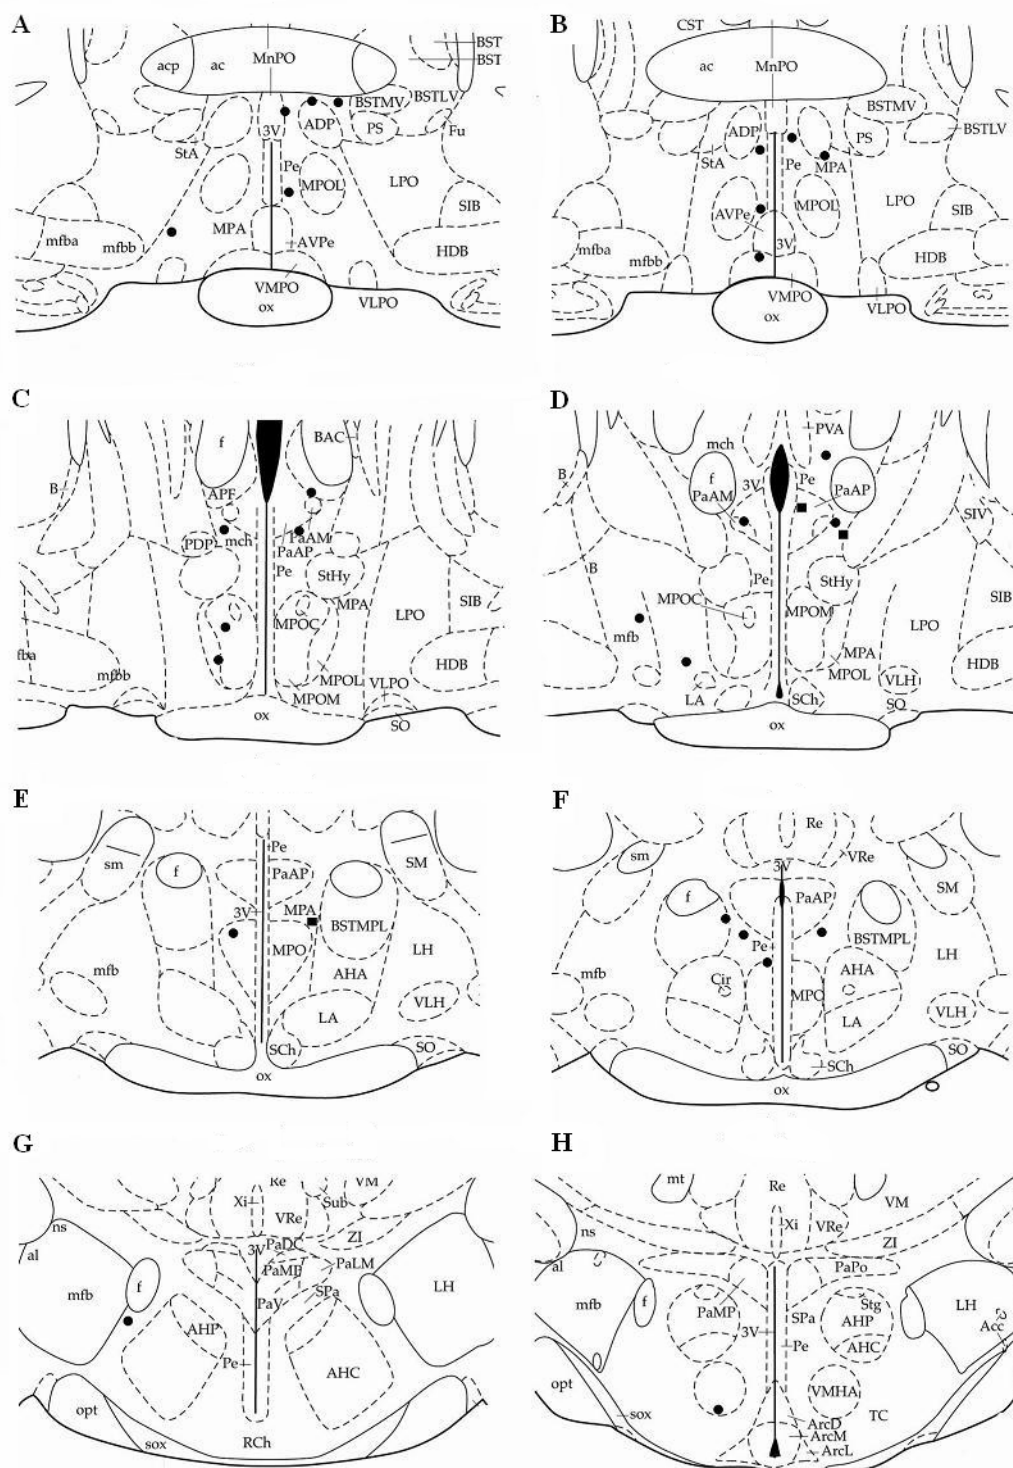 A
BST
BST
acp
ac
MnPO
BSTLV
BSTMV
3V
ADP
PS
Fu
StA
Pe
LPO
MPOL
SIB
MPA
AVPe
mfba
mfbb
HDB
VMPO
ox
VLPO
B
CST
ac
MnPO
BSTMV
ADP
PS
BSTLV
StA
Pe
MPA
LPO
MPOL
SIB
AVPe
mfba
3V
mfbb
HDB
VMPO
VLPO
ox
C
f
BAC
B
APF
PaAM
PDP
mch
PaAP
Pe
StHy
MPA
SIB
LPO
MPOC
fba
HDB
mfbb
MPOL
VLPO
MPOM
ox
SO
D
PVA
mch
f
Pe
B
3V
PaAP
PaAM
SIV
B
Pe
StHy
MPOC
SIB
MPOM
LPO
mfb
MPA
HDB
MPOL
VLH
LA
SCh
SO
ox
E
Pe
sm
f
SM
PaAP
3V
MPA
BSTMPL
MPO
LH
mfb
AHA
VLH
LA
SCh
SO
ox
F
Re
sm
VRe
3V
f
PaAP
SM
BSTMPL
Pe
LH
mfb
Cir
AHA
MPO
VLH
LA
SO
SCh
ox
G
Re
VM
Xi
Sub
VRe
ns
ZI
PaDC
al
3V
PaLM
mfb
f
PaMP
LH
SPa
PaV
AHP
Pe
AHC
opt
sox
RCh
H
mt
Re
VM
Xi
VRe
ns
ZI
al
PaPo
mfb
f
PaMP
Stg
LH
SPa
AHP
3V
Acc
Pe
AHC
opt
VMHA
sox
TC
ArcD
ArcM
ArcL